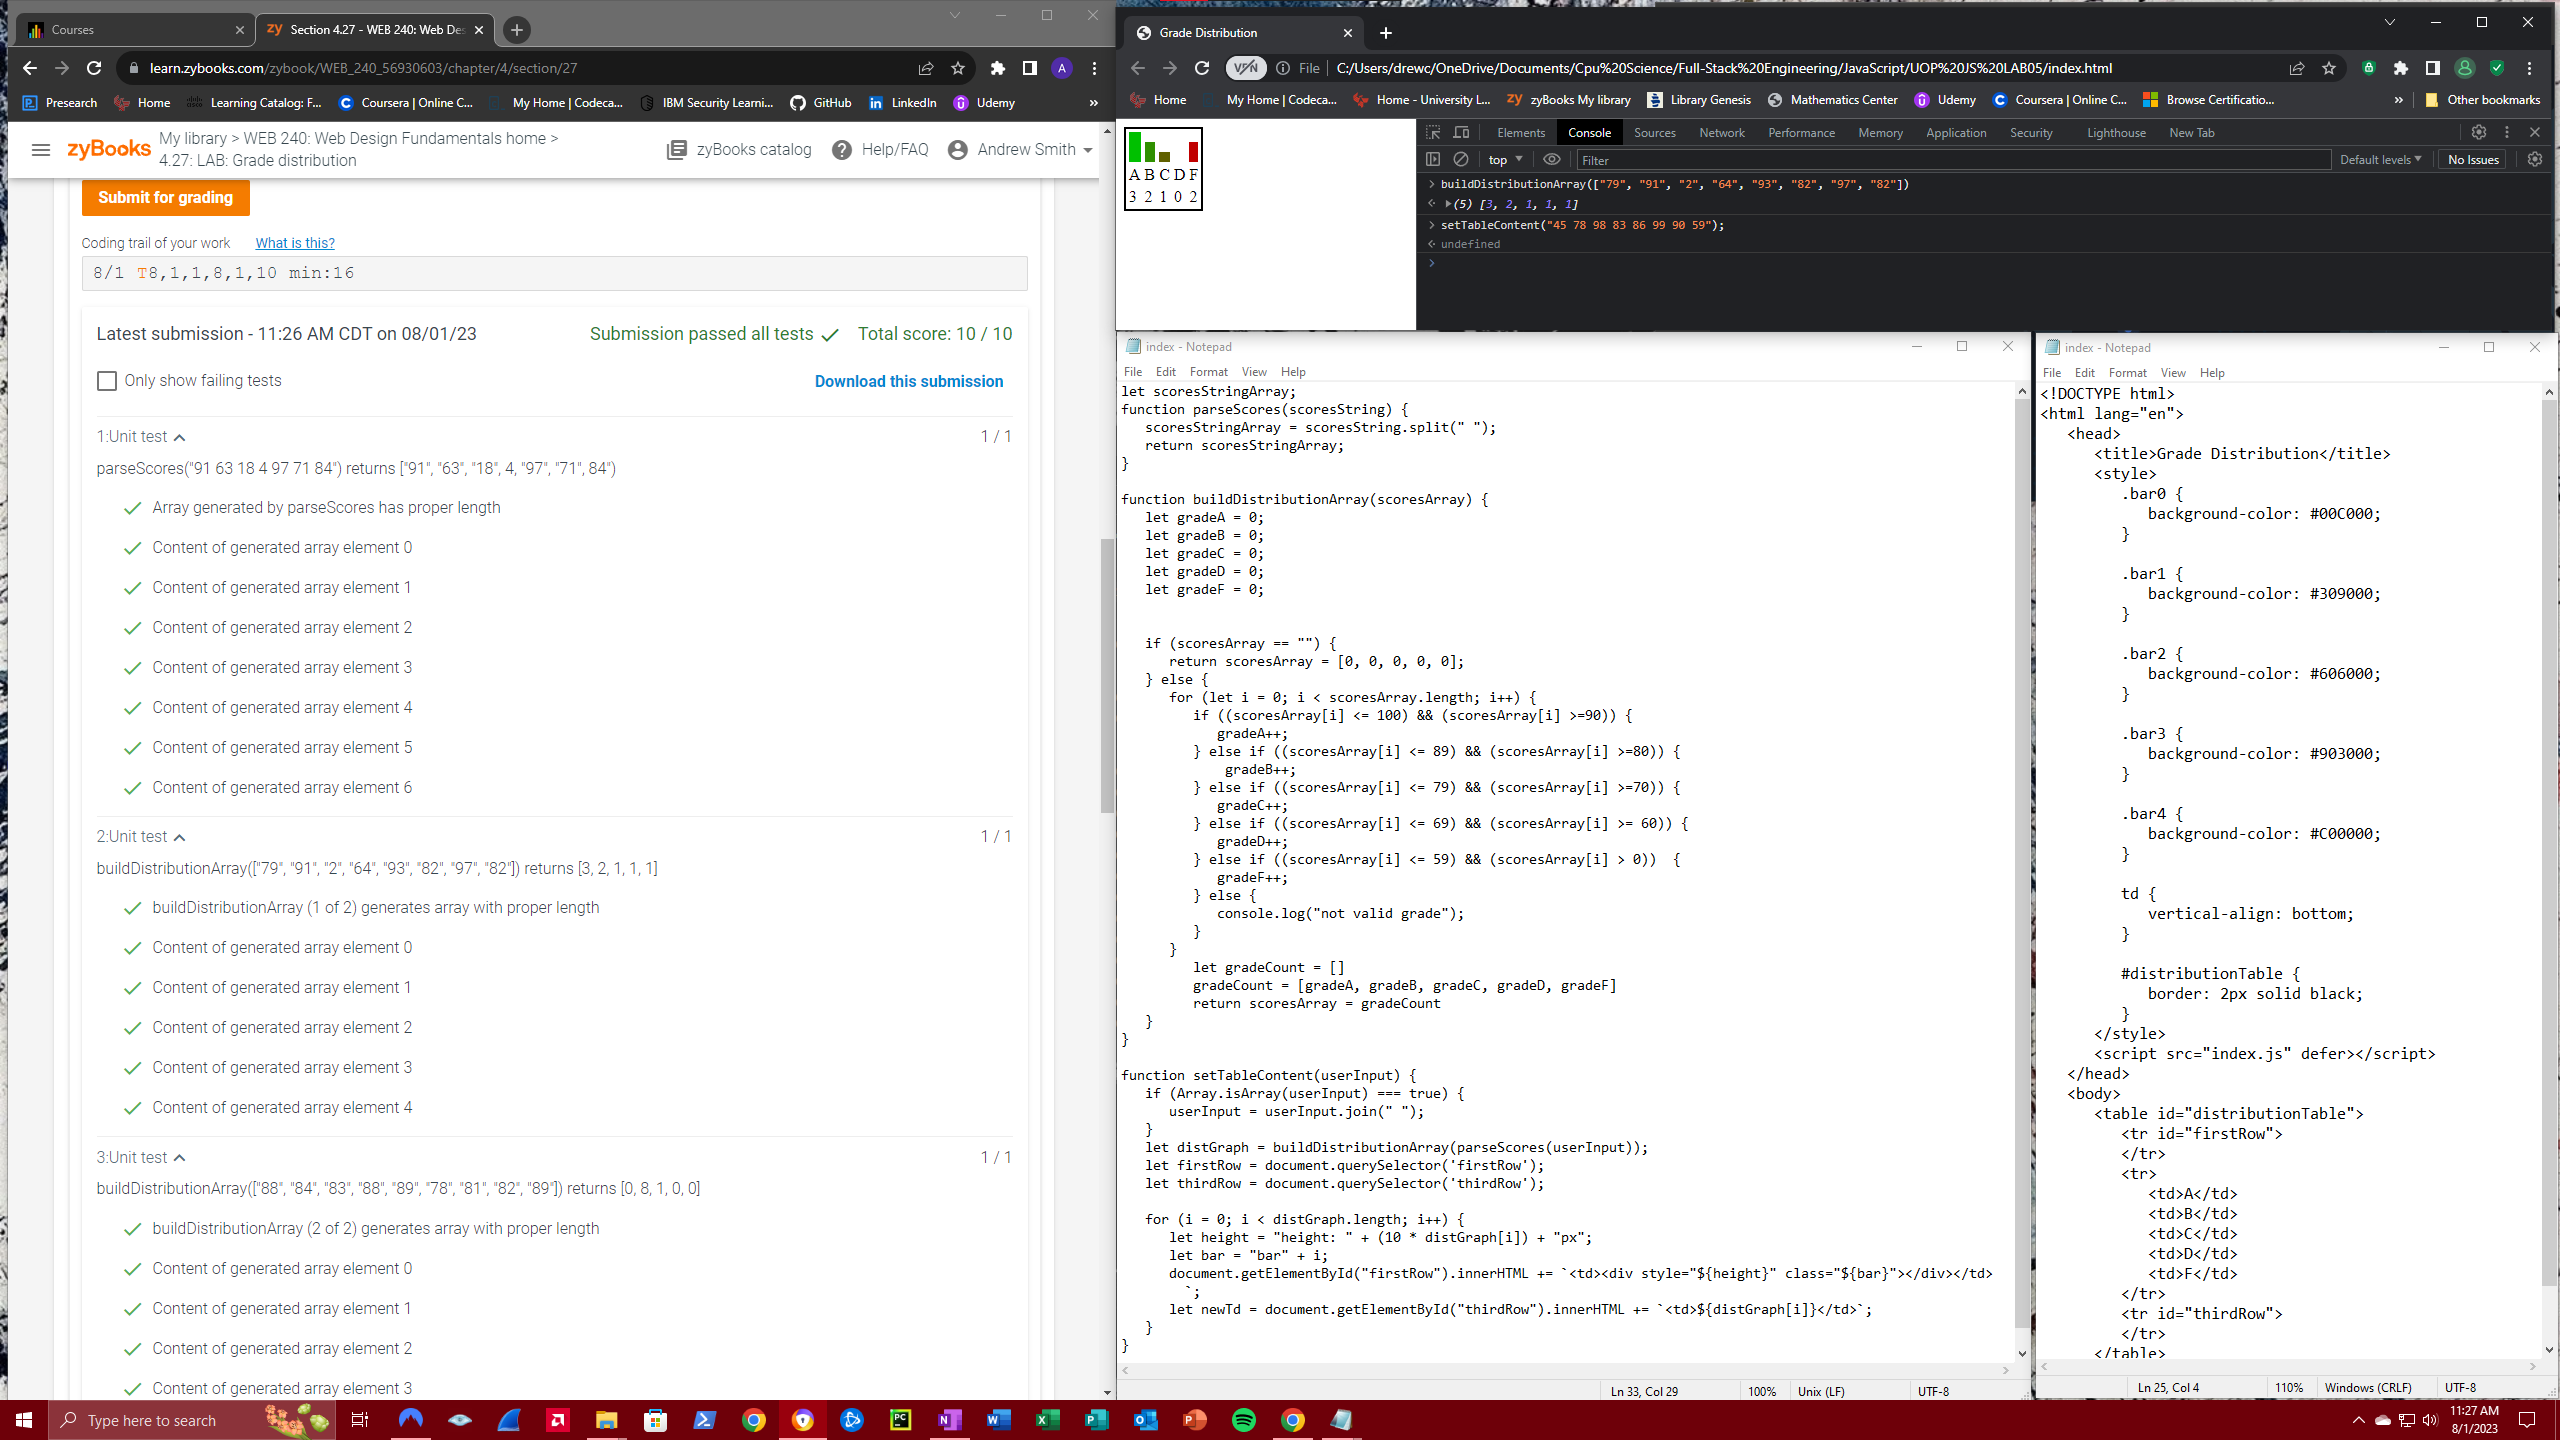 Courses
zy Section 4.27 - WEB 240: Web Des
learn.zybooks.com/zybook/WEB_240_56930603/chapter/4/section/27
A
Presearch Home Learning Catalog: F... Coursera | Online C... My Home | Codeca... IBM Security Learni... GitHub LinkedIn Udemy »
zyBooks
My library > WEB 240: Web Design Fundamentals home >
4.27: LAB: Grade distribution
zyBooks catalog
Help/FAQ
Andrew Smith
Submit for grading
Coding trail of your work What is this?
8/1 T8,1,1,8,1,10 min:16
Latest submission - 11:26 AM CDT on 08/01/23
Submission passed all tests
Total score: 10 / 10
Only show failing tests
Download this submission
1:Unit test
1 / 1
parseScores("91 63 18 4 97 71 84") returns ["91", "63", "18", 4, "97", "71", 84")
Array generated by parseScores has proper length
Content of generated array element 0
Content of generated array element 1
Content of generated array element 2
Content of generated array element 3
Content of generated array element 4
Content of generated array element 5
Content of generated array element 6
2:Unit test
1 / 1
buildDistributionArray(["79", "91", "2", "64", "93", "82", "97", "82"]) returns [3, 2, 1, 1, 1]
buildDistributionArray (1 of 2) generates array with proper length
Content of generated array element 0
Content of generated array element 1
Content of generated array element 2
Content of generated array element 3
Content of generated array element 4
3:Unit test
1 / 1
buildDistributionArray(["88", "84", "83", "88", "89", "78", "81", "82", "89"]) returns [0, 8, 1, 0, 0]
buildDistributionArray (2 of 2) generates array with proper length
Content of generated array element 0
Content of generated array element 1
Content of generated array element 2
Content of generated array element 3
Grade Distribution
VPN File C:/Users/drewc/OneDrive/Documents/Cpu%20Science/Full-Stack%20Engineering/JavaScript/UOP%20JS%20LAB05/index.html
Home My Home | Codeca... Home - University L... zyBooks My library Library Genesis Mathematics Center Udemy Coursera | Online C... Browse Certificatio... » Other bookmarks
A B C D F
3 2 1 0 2
Elements Console Sources Network Performance Memory Application Security Lighthouse New Tab
top Filter Default levels No Issues
buildDistributionArray(["79", "91", "2", "64", "93", "82", "97", "82"])
(5) [3, 2, 1, 1, 1]
setTableContent("45 78 98 83 86 99 90 59");
undefined
index - Notepad
File Edit Format View Help
let scoresStringArray;
function parseScores(scoresString) {
scoresStringArray = scoresString.split(" ");
return scoresStringArray;
}
function buildDistributionArray(scoresArray) {
let gradeA = 0;
let gradeB = 0;
let gradeC = 0;
let gradeD = 0;
let gradeF = 0;
if (scoresArray == "") {
return scoresArray = [0, 0, 0, 0, 0];
} else {
for (let i = 0; i < scoresArray.length; i++) {
if ((scoresArray[i] <= 100) && (scoresArray[i] >=90)) {
gradeA++;
} else if ((scoresArray[i] <= 89) && (scoresArray[i] >=80)) {
gradeB++;
} else if ((scoresArray[i] <= 79) && (scoresArray[i] >=70)) {
gradeC++;
} else if ((scoresArray[i] <= 69) && (scoresArray[i] >= 60)) {
gradeD++;
} else if ((scoresArray[i] <= 59) && (scoresArray[i] > 0))  {
gradeF++;
} else {
console.log("not valid grade");
}
}
let gradeCount = []
gradeCount = [gradeA, gradeB, gradeC, gradeD, gradeF]
return scoresArray = gradeCount
}
}
function setTableContent(userInput) {
if (Array.isArray(userInput) === true) {
userInput = userInput.join(" ");
}
let distGraph = buildDistributionArray(parseScores(userInput));
let firstRow = document.querySelector('firstRow');
let thirdRow = document.querySelector('thirdRow');
for (i = 0; i < distGraph.length; i++) {
let height = "height: " + (10 * distGraph[i]) + "px";
let bar = "bar" + i;
document.getElementById("firstRow").innerHTML += `<td><div style="${height}" class="${bar}"></div></td>
`;
let newTd = document.getElementById("thirdRow").innerHTML += `<td>${distGraph[i]}</td>`;
}
}
Ln 33, Col 29 100% Unix (LF) UTF-8
index - Notepad
File Edit Format View Help
<!DOCTYPE html>
<html lang="en">
<head>
<title>Grade Distribution</title>
<style>
.bar0 {
background-color: #00C000;
}
.bar1 {
background-color: #309000;
}
.bar2 {
background-color: #606000;
}
.bar3 {
background-color: #903000;
}
.bar4 {
background-color: #C00000;
}
td {
vertical-align: bottom;
}
#distributionTable {
border: 2px solid black;
}
</style>
<script src="index.js" defer></script>
</head>
<body>
<table id="distributionTable">
<tr id="firstRow">
</tr>
<tr>
<td>A</td>
<td>B</td>
<td>C</td>
<td>D</td>
<td>F</td>
</tr>
<tr id="thirdRow">
</tr>
</table>
Ln 25, Col 4 110% Windows (CRLF) UTF-8
Type here to search
11:27 AM
8/1/2023